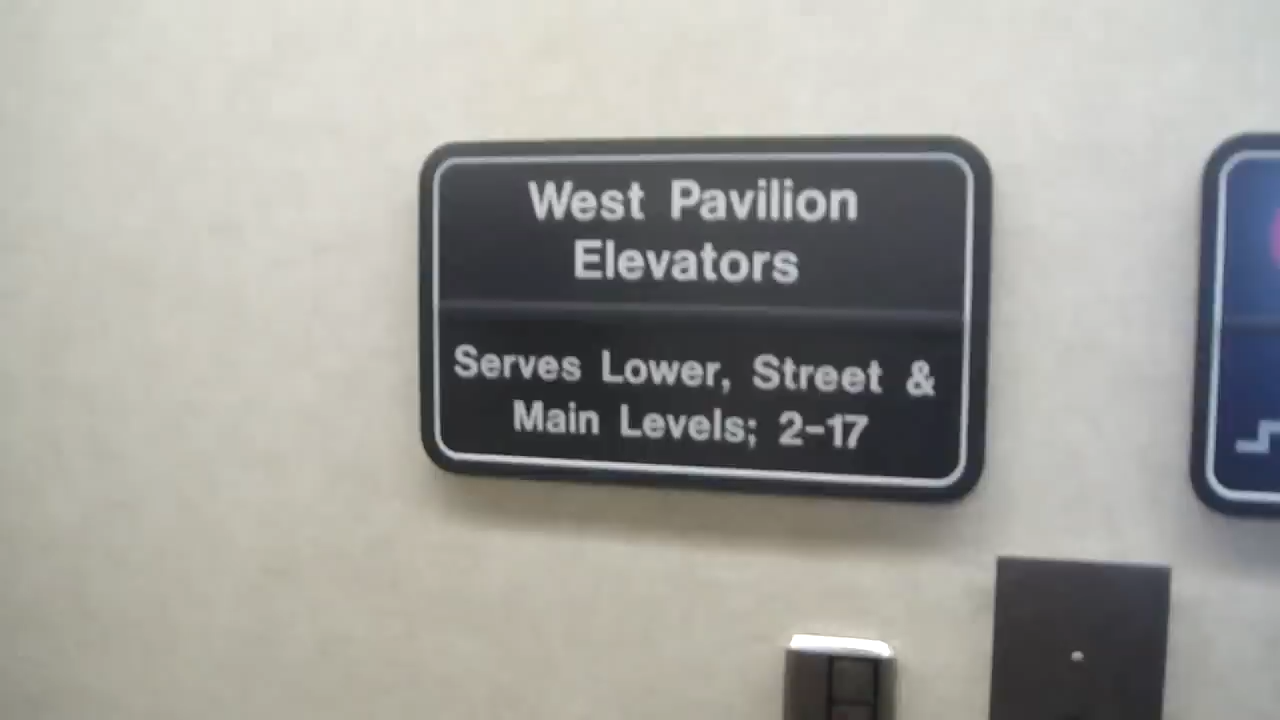 West Pavilion
Elevators
Serves Lower, Street &
Main Levels; 2-17